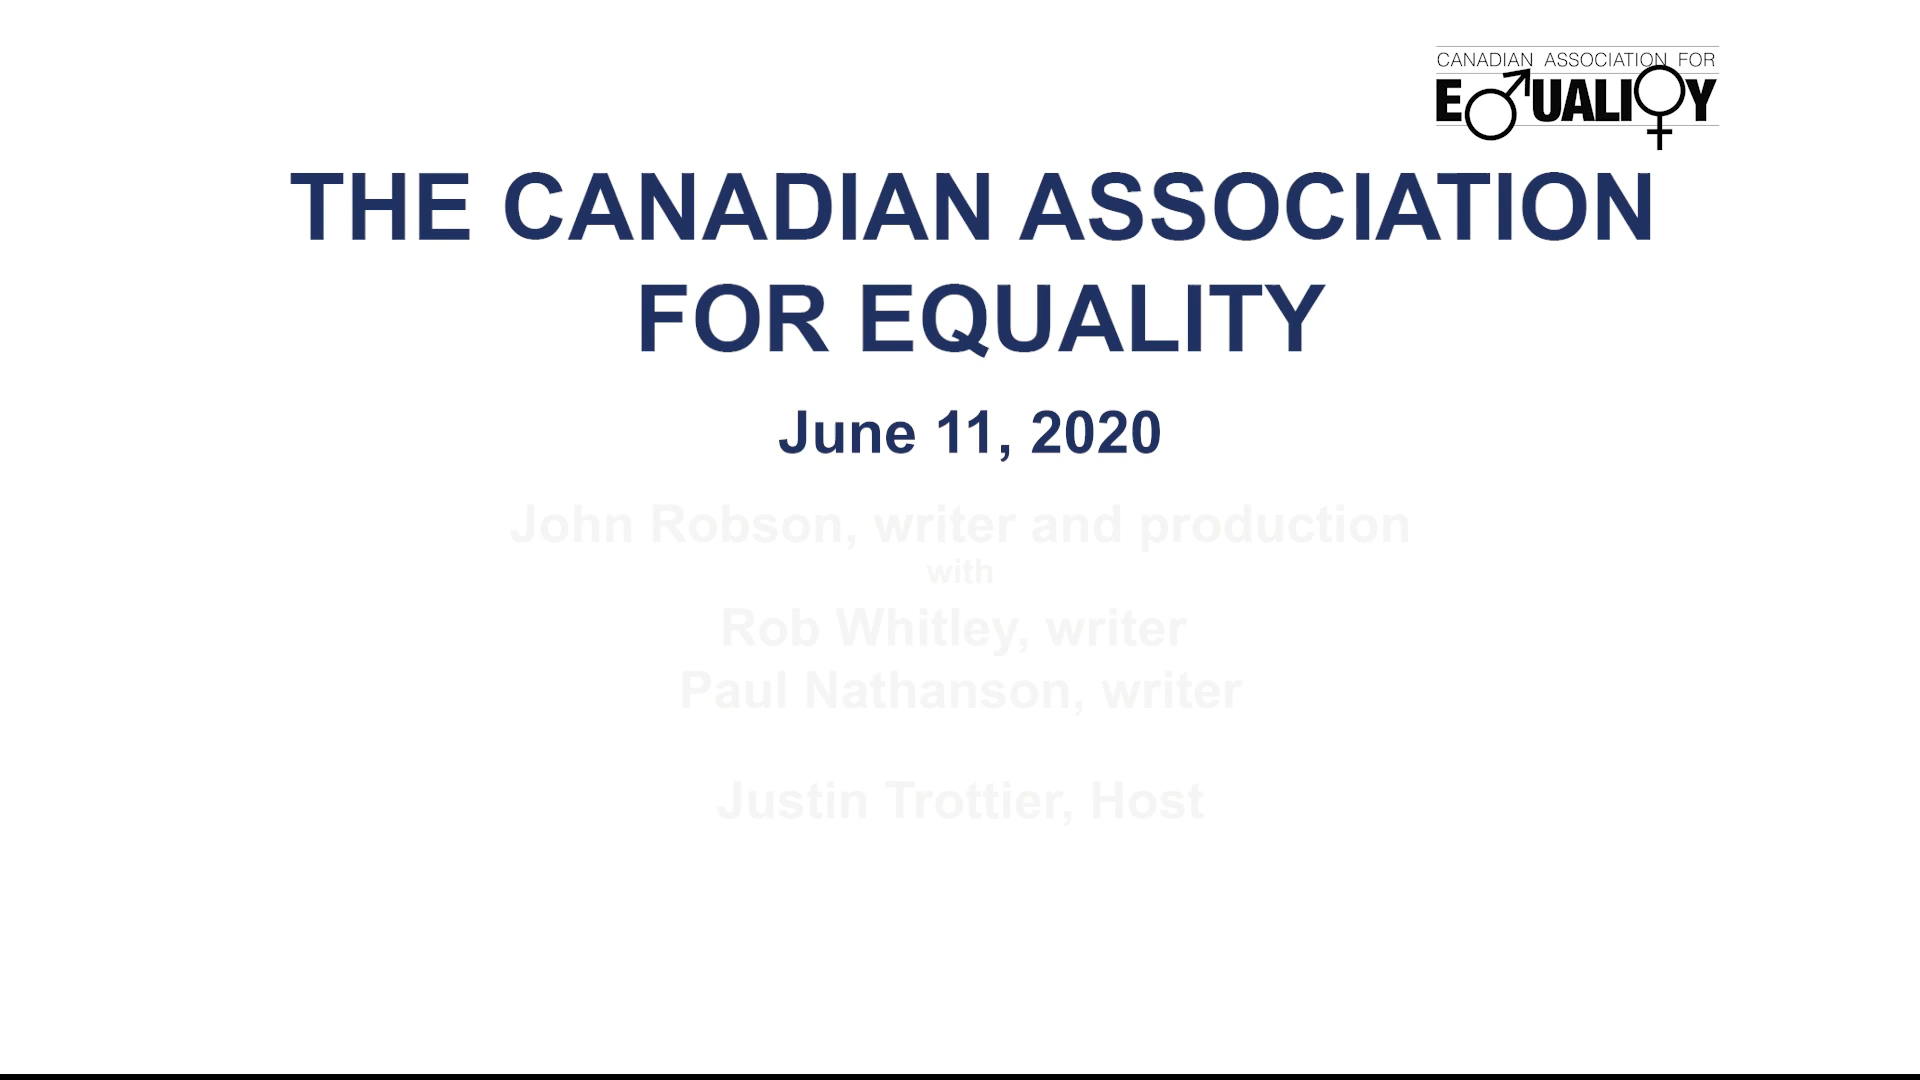 CANADIAN ASSOCIATION FOR
EQUALITY
THE CANADIAN ASSOCIATION
FOR EQUALITY
June 11, 2020
John Robson, writer and production
with
Rob Whitley, writer
Paul Nathanson, writer
Justin Trottier, Host